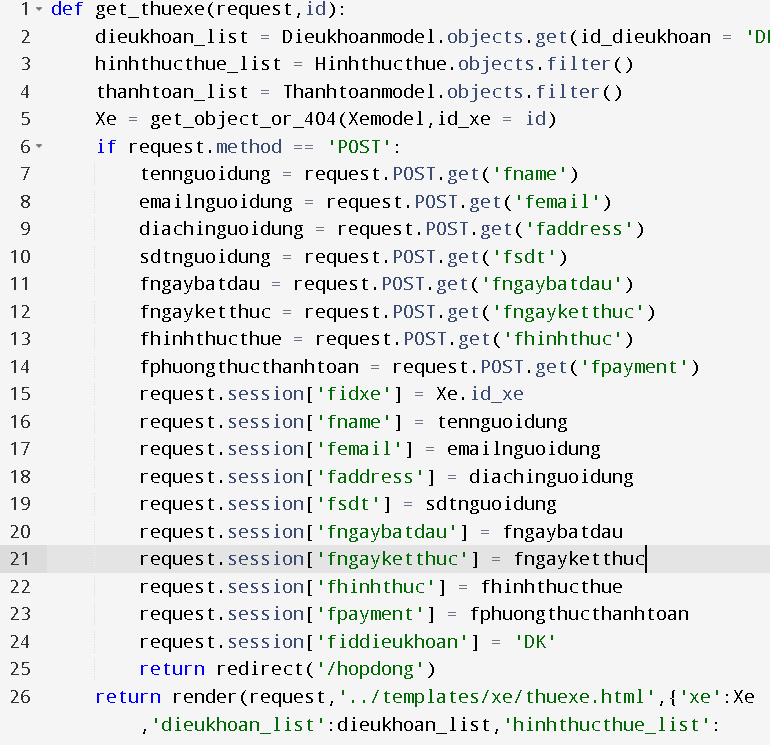 1 def get_thuexe(request,id):
2 dieukhoan_list = Dieukhoanmodel.objects.get(id_dieukhoan = 'D
3 hinhthucthue_list = Hinhthucthue.objects.filter()
4 thanhtoan_list = Thanhtoanmodel.objects.filter()
5 Xe = get_object_or_404(Xemodel,id_xe = id)
6 if request.method == 'POST':
7 tennguoidung = request.POST.get('fname')
8 emailnguoidung = request.POST.get('femail')
9 diachinguoidung = request.POST.get('faddress')
10 sdtnguoidung = request.POST.get('fsdt')
11 fngaybatdau = request.POST.get('fngaybatdau')
12 fngayketthuc = request.POST.get('fngayketthuc')
13 fhinhthucthue = request.POST.get('fhinhthuc')
14 fphuongthucthanhtoan = request.POST.get('fpayment')
15 request.session['fidxe'] = Xe.id_xe
16 request.session['fname'] = tennguoidung
17 request.session['femail'] = emailnguoidung
18 request.session['faddress'] = diachinguoidung
19 request.session['fsdt'] = sdtnguoidung
20 request.session['fngaybatdau'] = fngaybatdau
21 request.session['fngayketthuc'] = fngayketthuc
22 request.session['fhinhthuc'] = fhinhthucthue
23 request.session['fpayment'] = fphuongthucthanhtoan
24 request.session['fiddieukhoan'] = 'DK'
25 return redirect('/hopdong')
26 return render(request,'../templates/xe/thuexe.html',{'xe':Xe
,'dieukhoan_list':dieukhoan_list,'hinhthucthue_list':